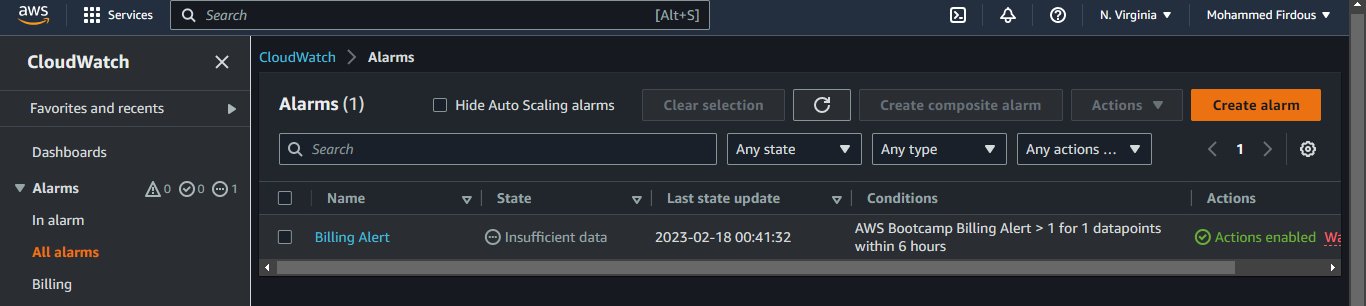 aws
Services
Search
[Alt+S]
N. Virginia
Mohammed Firdous
CloudWatch
Favorites and recents
Dashboards
Alarms
0
0
1
In alarm
All alarms
Billing
CloudWatch
Alarms
Alarms (1)
Hide Auto Scaling alarms
Clear selection
Create composite alarm
Actions
Create alarm
Search
Any state
Any type
Any actions ...
1
Name
State
Last state update
Conditions
Actions
Billing Alert
Insufficient data
2023-02-18 00:41:32
AWS Bootcamp Billing Alert > 1 for 1 datapoints
within 6 hours
Actions enabled
Wa